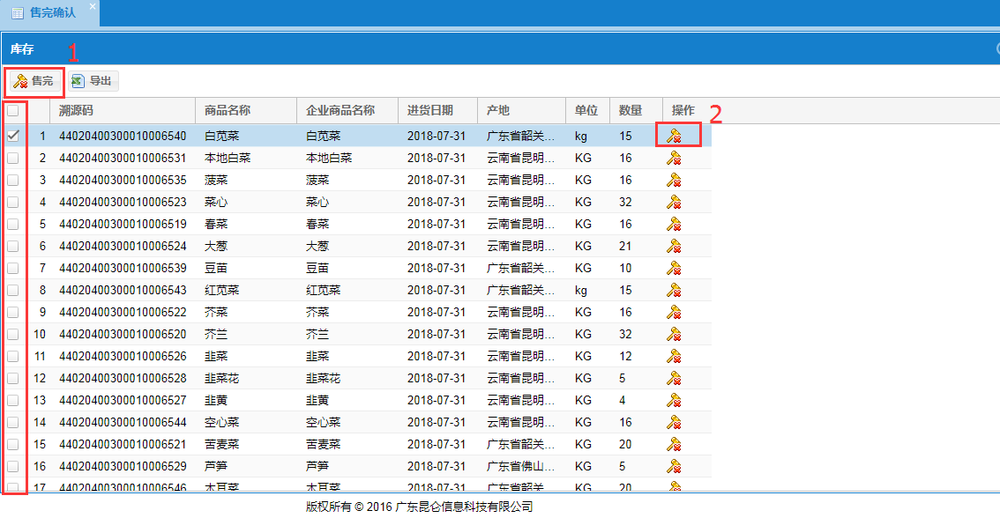 售完确认
库存 1
售完 导出
溯源码 商品名称 企业商品名称 进货日期 产地 单位 数量 操作 2
1 44020400300010006540 白苋菜 白苋菜 2018-07-31 广东省韶关... kg 15
2 44020400300010006531 本地白菜 本地白菜 2018-07-31 云南省昆明... KG 16
3 44020400300010006535 菠菜 菠菜 2018-07-31 云南省昆明... KG 16
4 44020400300010006523 菜心 菜心 2018-07-31 云南省昆明... KG 32
5 44020400300010006519 春菜 春菜 2018-07-31 云南省昆明... KG 16
6 44020400300010006524 大葱 大葱 2018-07-31 云南省昆明... KG 21
7 44020400300010006539 豆苗 豆苗 2018-07-31 广东省韶关... KG 10
8 44020400300010006543 红苋菜 红苋菜 2018-07-31 广东省韶关... kg 15
9 44020400300010006522 芥菜 芥菜 2018-07-31 云南省昆明... KG 16
10 44020400300010006520 芥兰 芥兰 2018-07-31 云南省昆明... KG 32
11 44020400300010006526 韭菜 韭菜 2018-07-31 云南省昆明... KG 12
12 44020400300010006528 韭菜花 韭菜花 2018-07-31 云南省昆明... KG 5
13 44020400300010006527 韭黄 韭黄 2018-07-31 云南省昆明... KG 4
14 44020400300010006544 空心菜 空心菜 2018-07-31 云南省昆明... KG 16
15 44020400300010006521 苦麦菜 苦麦菜 2018-07-31 广东省韶关... KG 20
16 44020400300010006529 芦笋 芦笋 2018-07-31 广东省佛山... KG 5
17 44020400300010006546 木耳菜 木耳菜 2018-07-31 广东省韶关... KG 20
版权所有 © 2016 广东昆仑信息科技有限公司